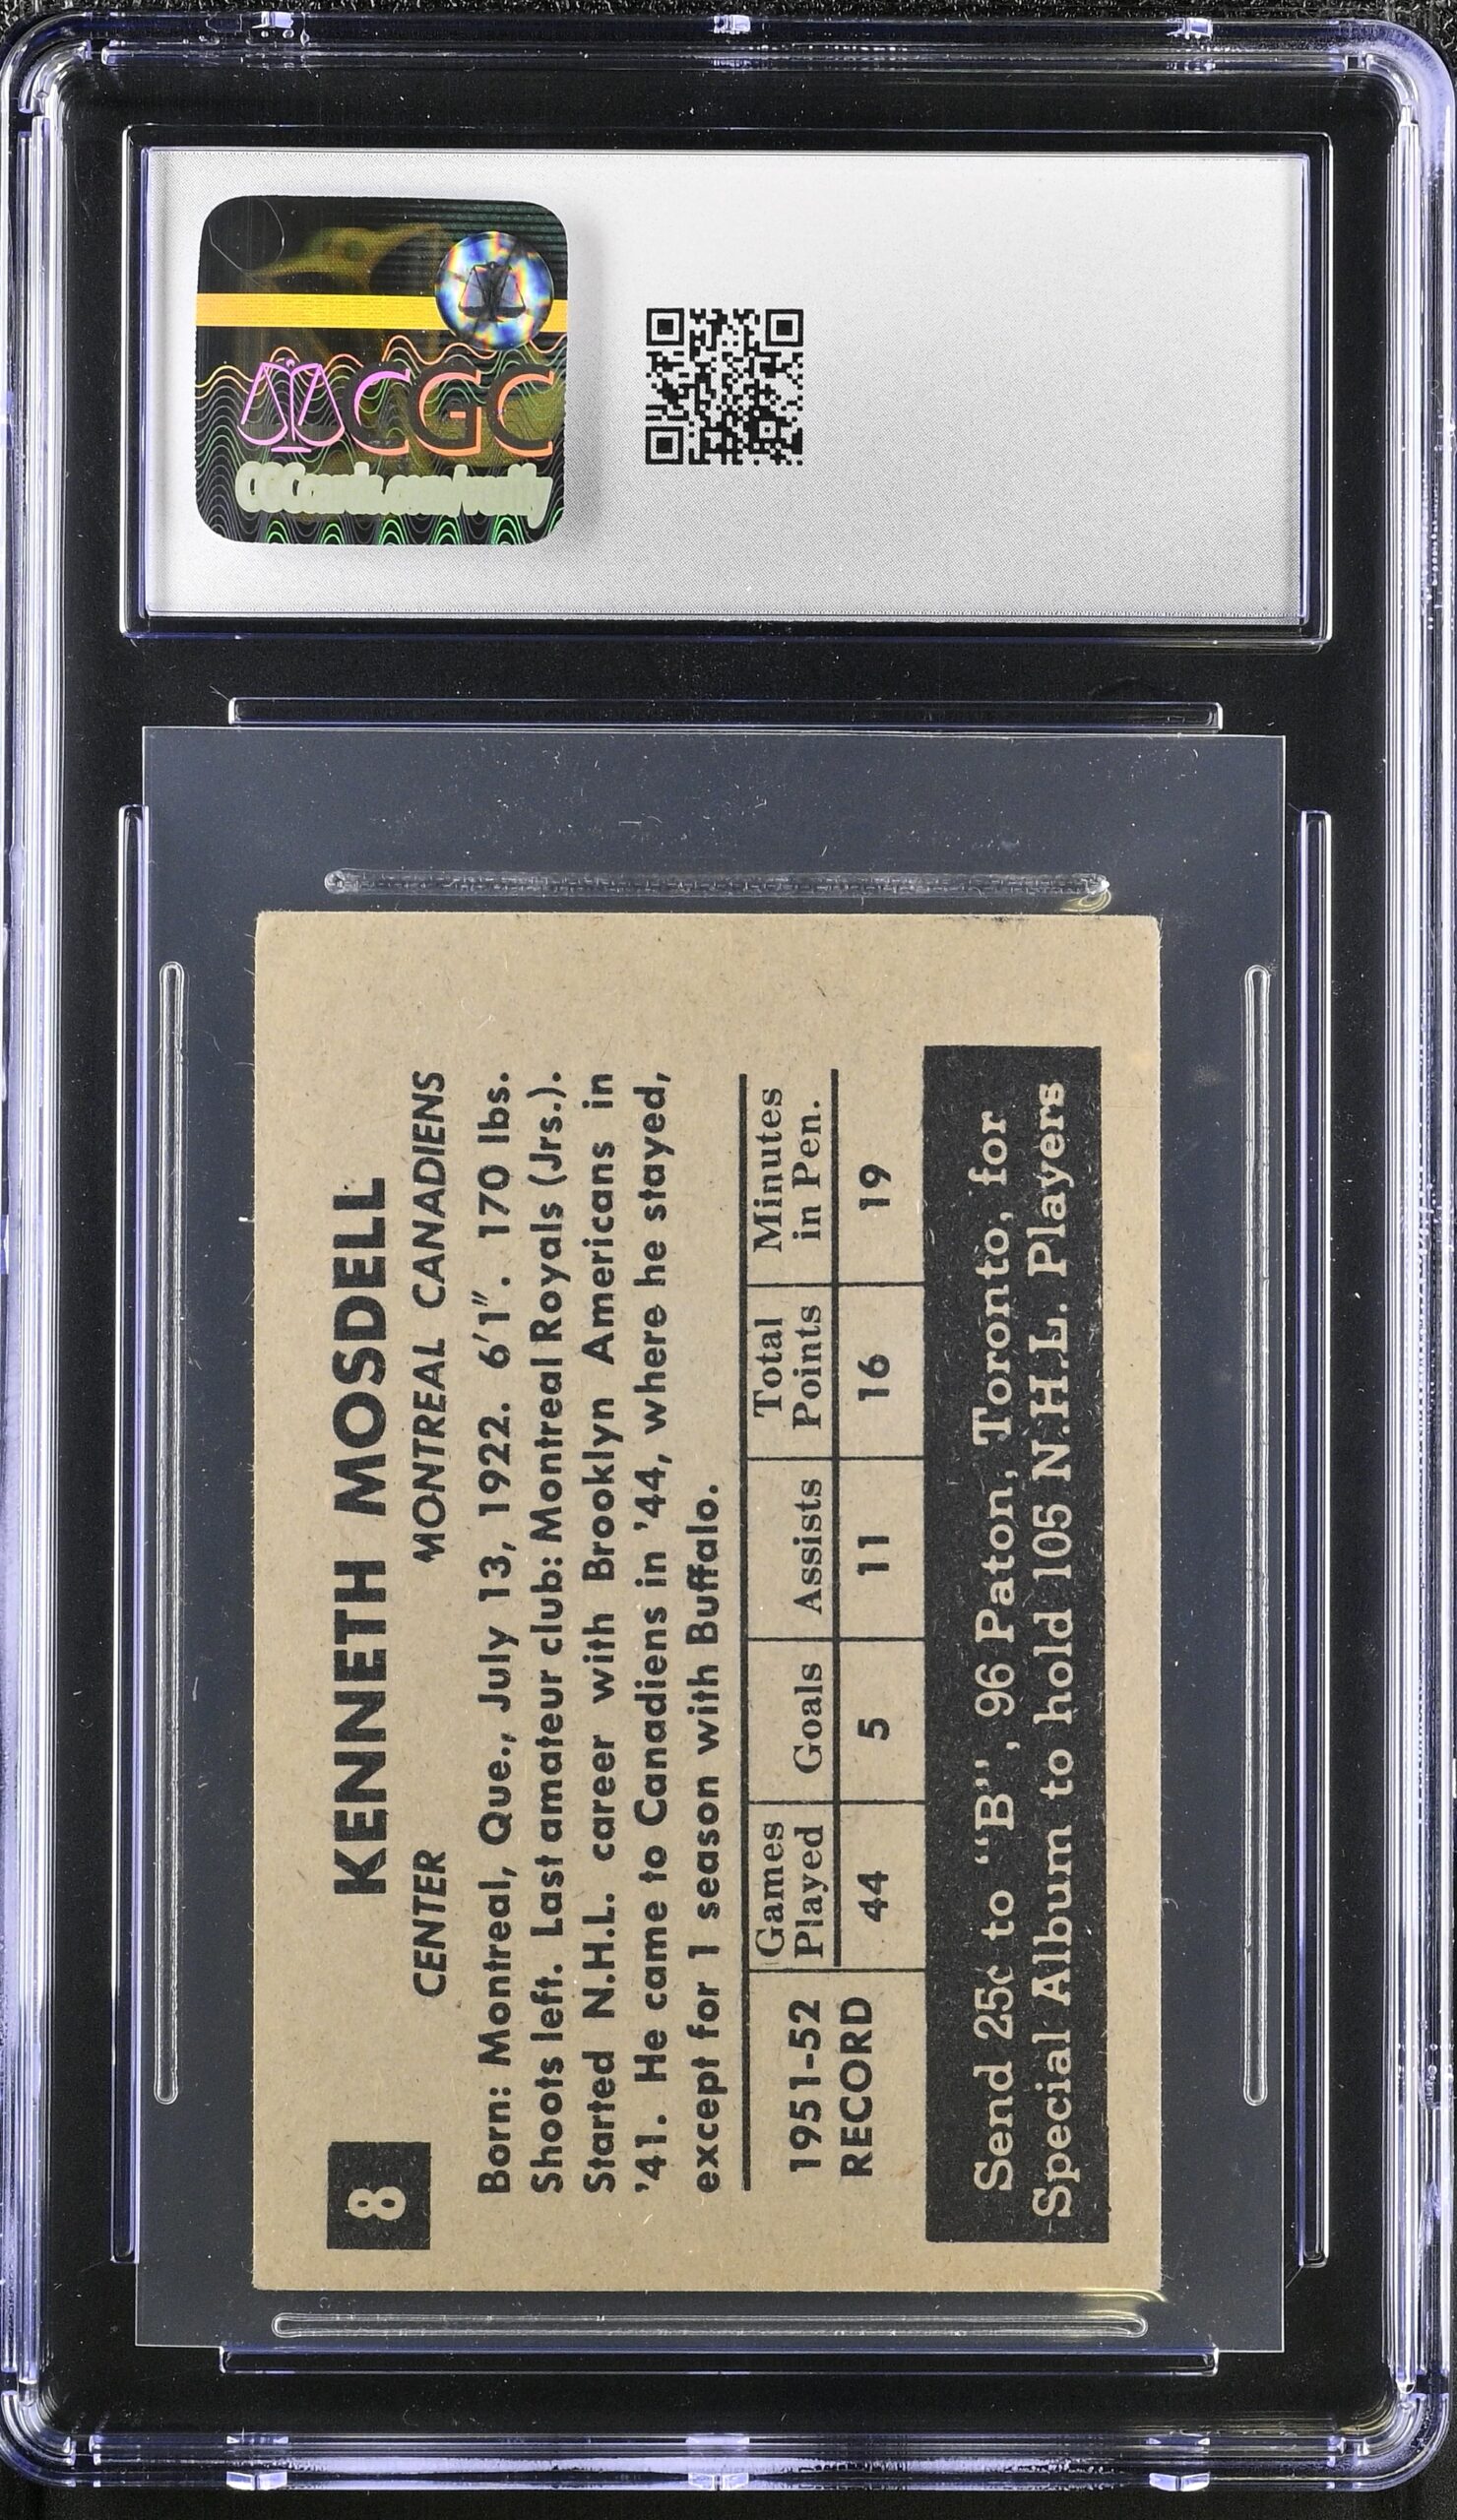 CGC
8
KENNETH MOSDELL
CENTER MONTREAL CANADIENS
Born: Montreal, Que., July 13, 1922. 6'1". 170 lbs.
Shoots left. Last amateur club: Montreal Royals (Jrs.).
Started N.H.L. career with Brooklyn Americans in
'41. He came to Canadiens in '44, where he stayed,
except for 1 season with Buffalo.
1951-52 RECORD
Games Played Goals Assists Total Points Minutes in Pen.
44 5 11 16 19
Send 25¢ to "B", 96 Paton, Toronto, for
Special Album to hold 105 N.H.L. Players